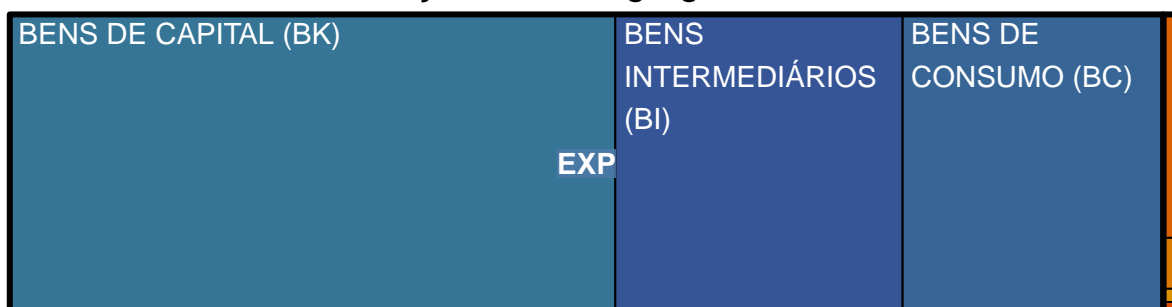 BENS DE CAPITAL (BK)
BENS
INTERMEDIÁRIOS
(BI)
BENS DE
CONSUMO (BC)
EXP